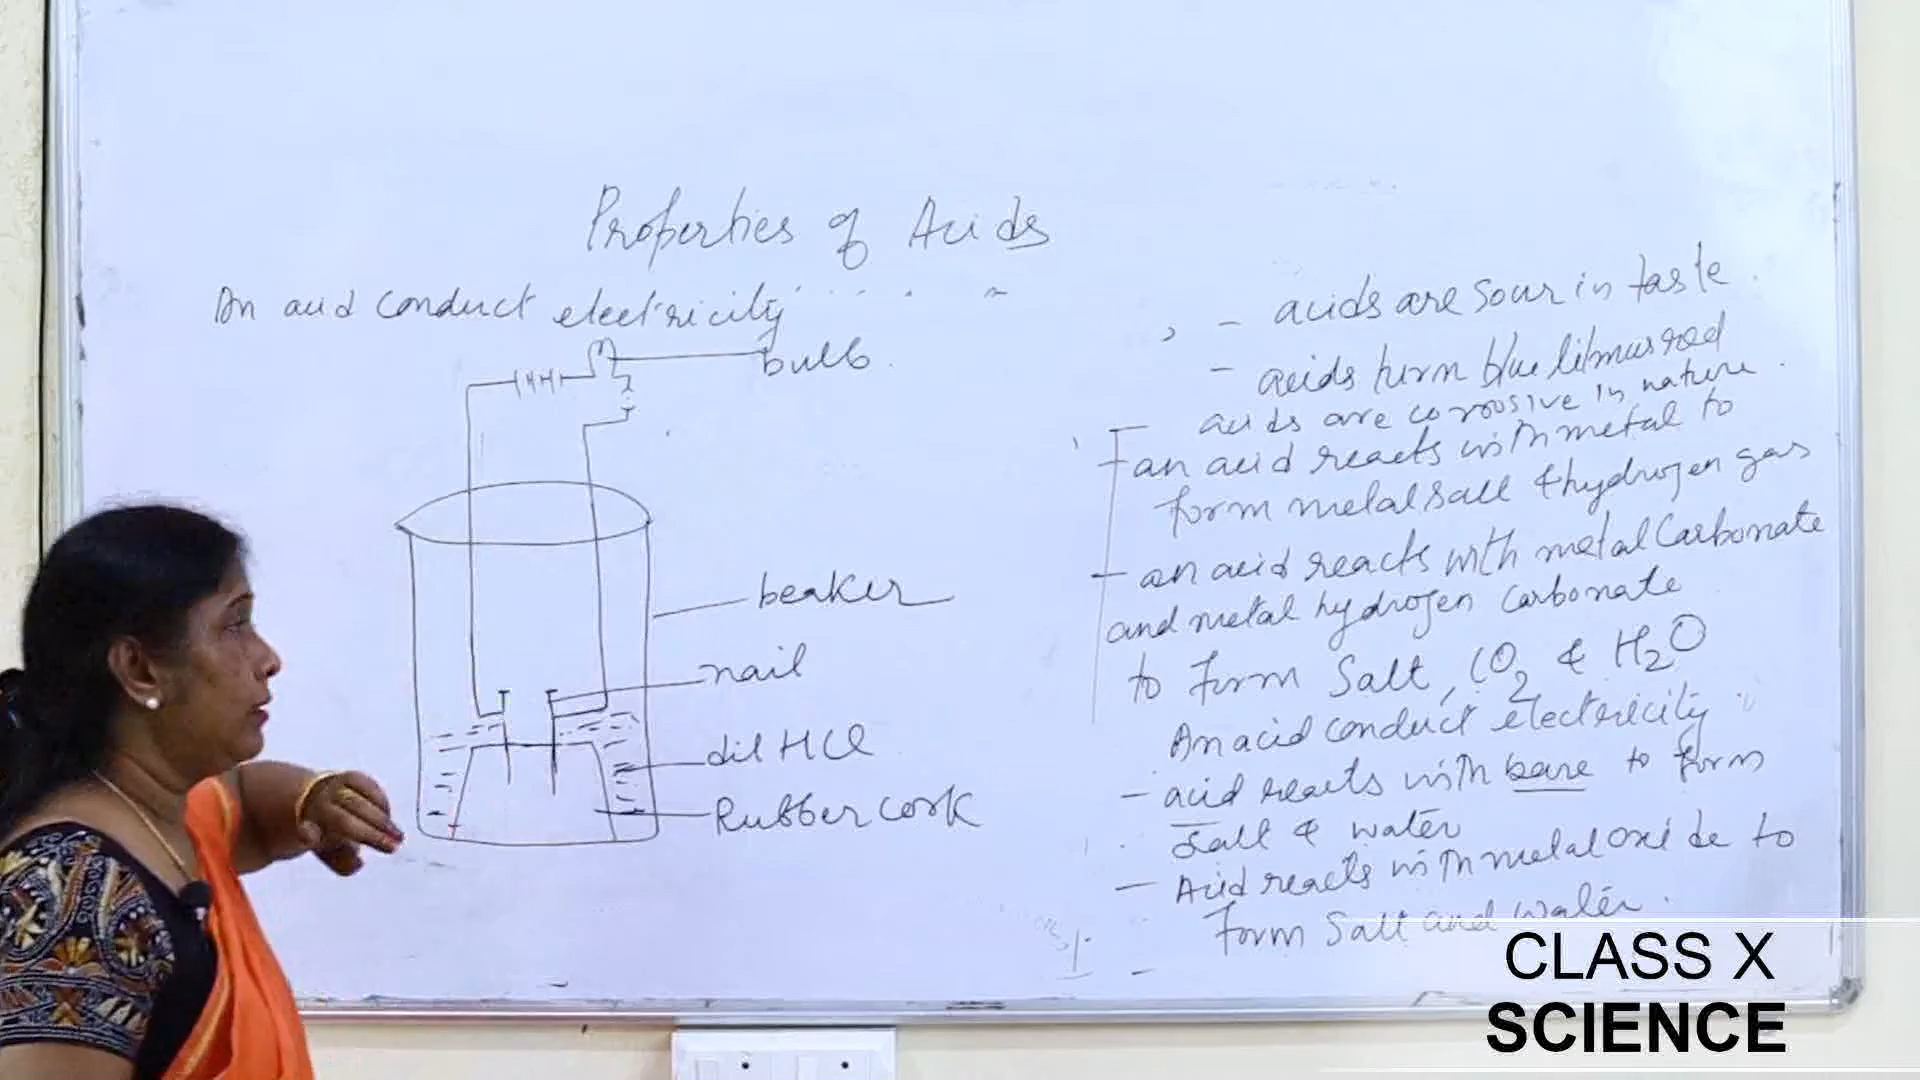 Properties of Acids
An acid conduct electricity
bulb
beaker
nail
dil HCl
Rubber cork
- acids are sour in taste
- acids turn blue litmus red
acids are corrosive in nature.
- an acid reacts with metal to
form metal salt & hydrogen gas
- an acid reacts with metal Carbonate
and metal hydrogen carbonate
to form Salt, CO2 & H2O
An acid conduct electricity
- acid reacts with base to form
Salt & water
- Acid reacts with metal oxide to
form Salt and water.
CLASS X
SCIENCE